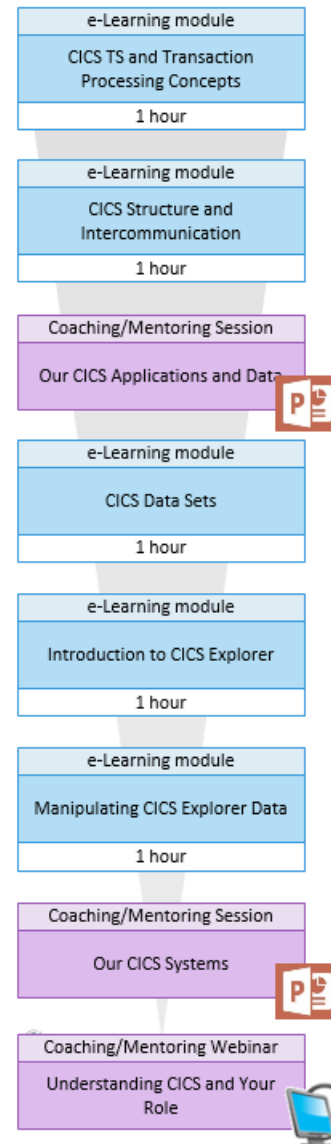 e-Learning module
CICS TS and Transaction
Processing Concepts
1 hour
e-Learning module
CICS Structure and
Intercommunication
1 hour
Coaching/Mentoring Session
Our CICS Applications and Data
P
e-Learning module
CICS Data Sets
1 hour
e-Learning module
Introduction to CICS Explorer
1 hour
e-Learning module
Manipulating CICS Explorer Data
1 hour
Coaching/Mentoring Session
Our CICS Systems
P
Coaching/Mentoring Webinar
Understanding CICS and Your
Role